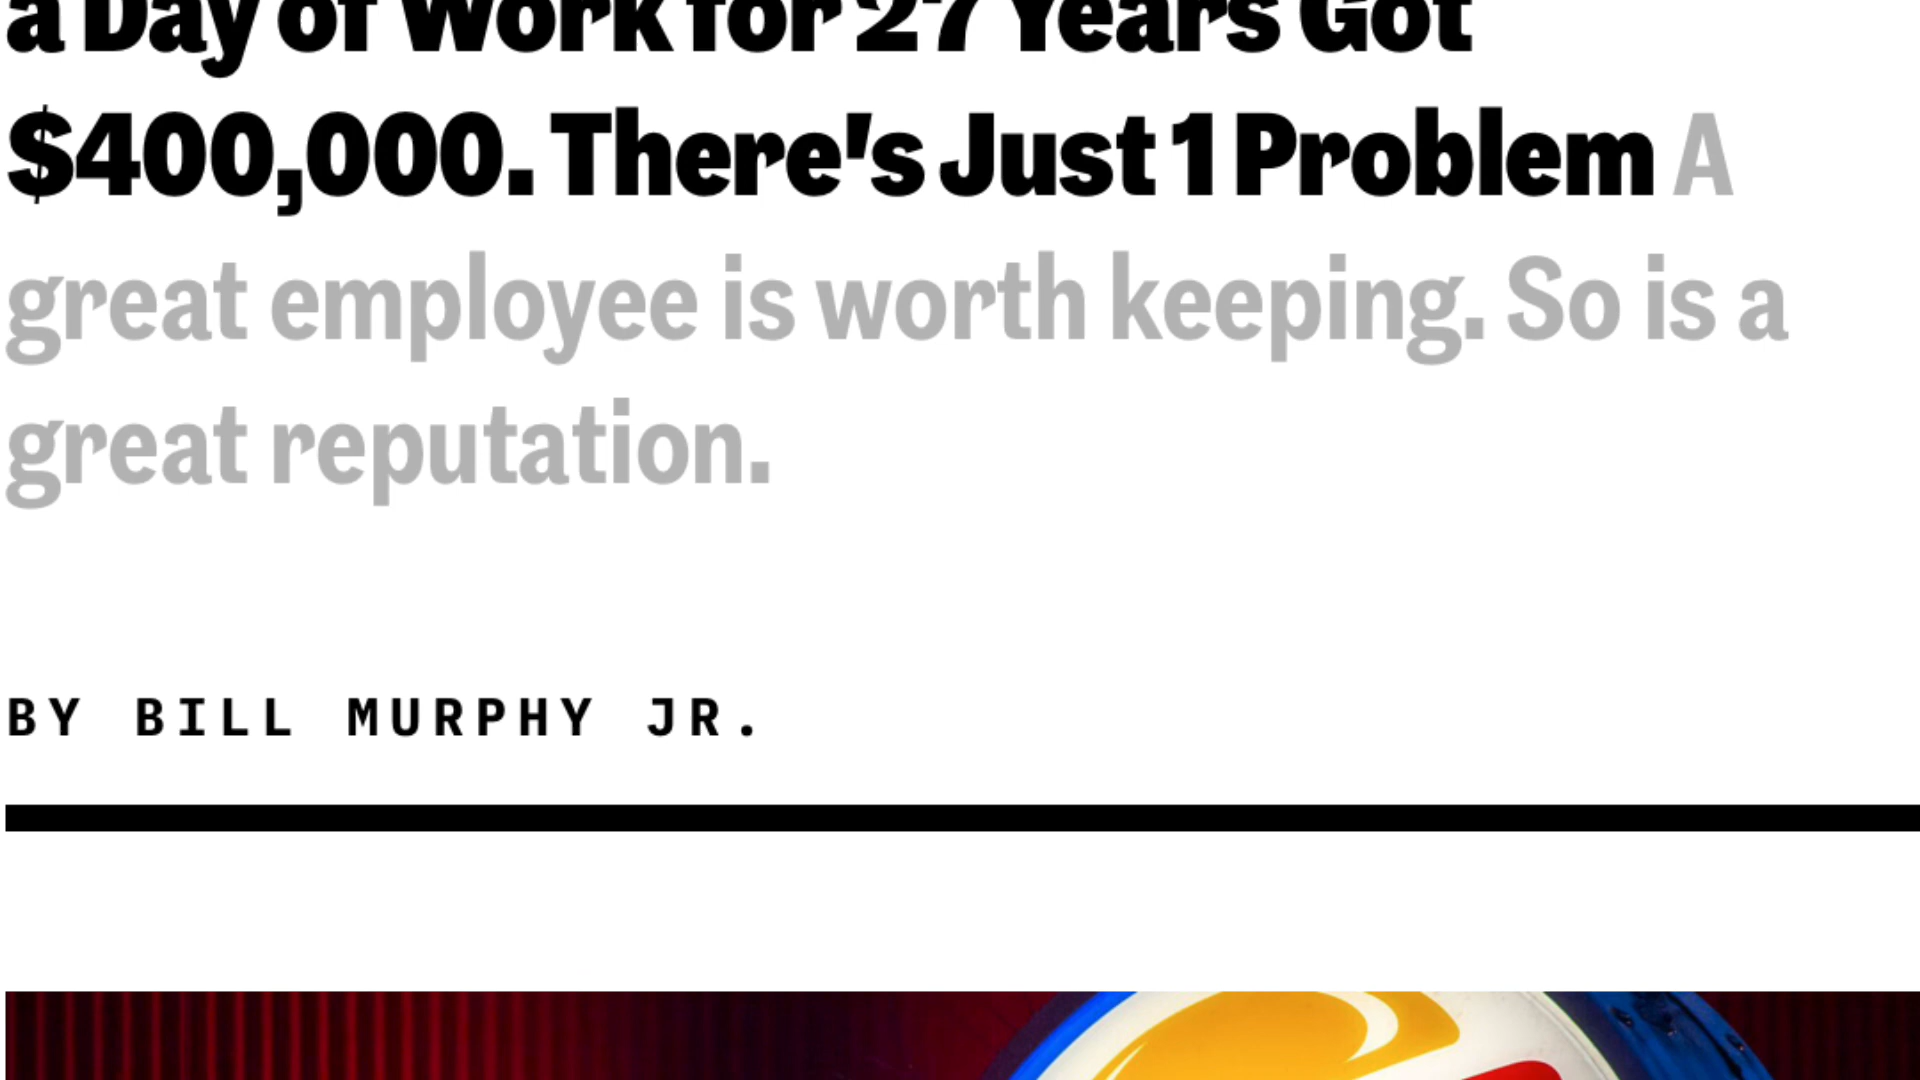 a Day of Work for 27 Years Got
$400,000. There's Just 1 Problem A
great employee is worth keeping. So is a
great reputation.
BY BILL MURPHY JR.